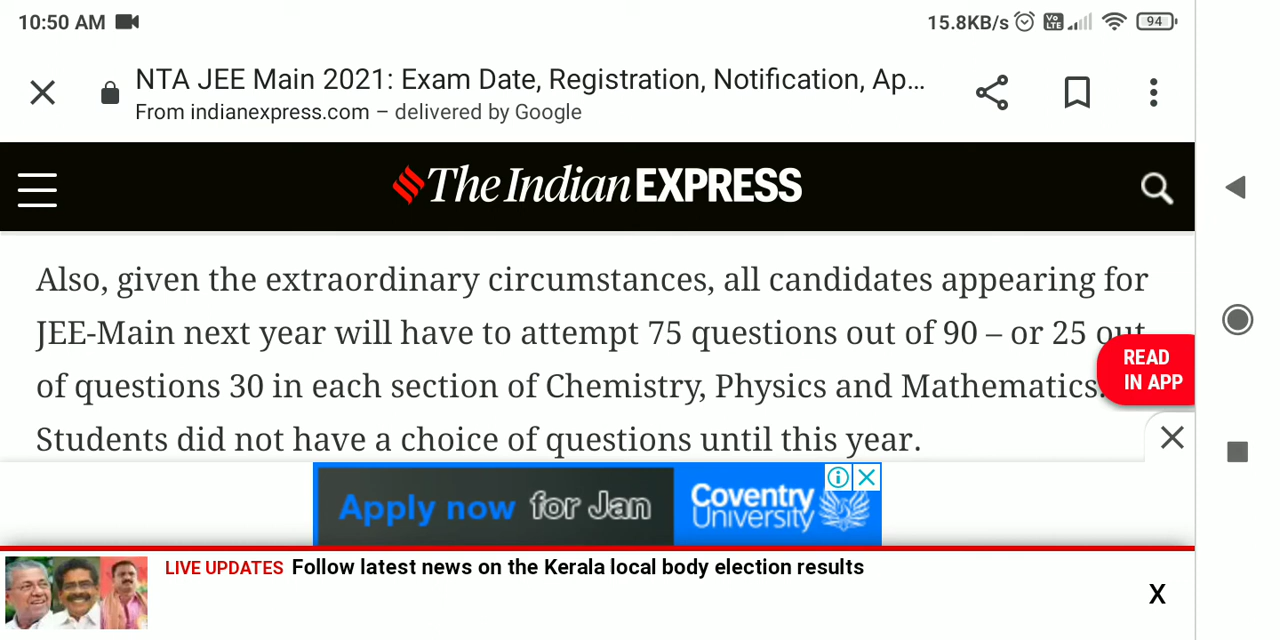 10:50 AM 15.8KB/s Vo LTE 94
NTA JEE Main 2021: Exam Date, Registration, Notification, Ap...
From indianexpress.com – delivered by Google
The Indian EXPRESS
Also, given the extraordinary circumstances, all candidates appearing for
JEE-Main next year will have to attempt 75 questions out of 90 – or 25 out
of questions 30 in each section of Chemistry, Physics and Mathematics.
Students did not have a choice of questions until this year.
READ
IN APP
Apply now for Jan
Coventry
University
LIVE UPDATES Follow latest news on the Kerala local body election results
X